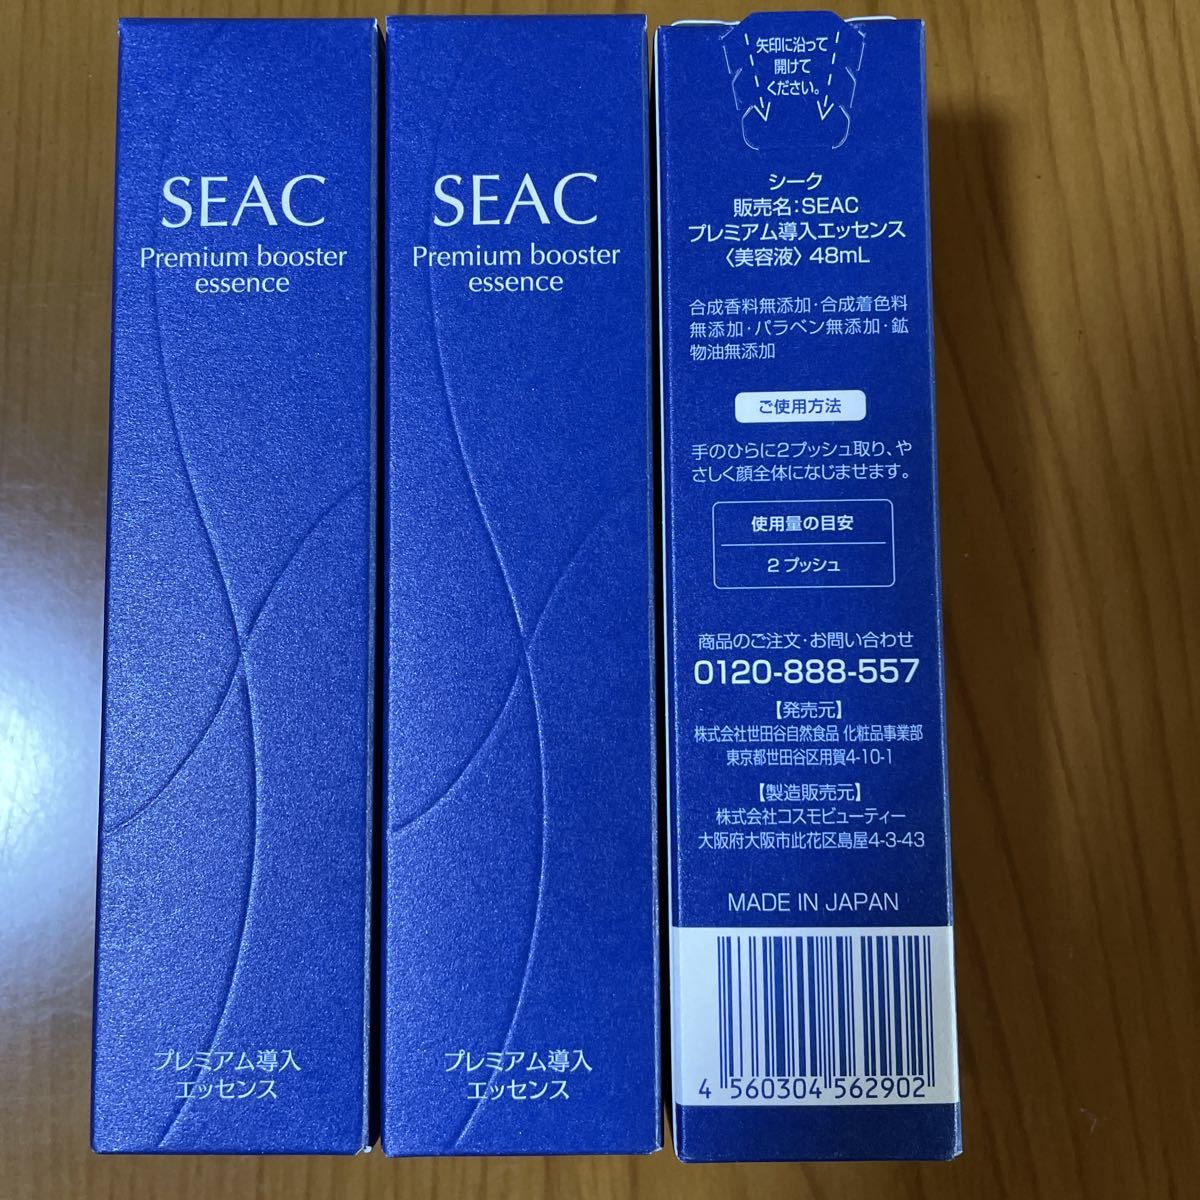 SEAC
Premium booster
essence
プレミアム導入
エッセンス
SEAC
Premium booster
essence
プレミアム導入
エッセンス
矢印に沿って
開けて
ください。
シーク
販売名:SEAC
プレミアム導入エッセンス
〈美容液〉48mL
合成香料無添加・合成着色料
無添加・パラベン無添加・鉱
物油無添加
ご使用方法
手のひらに2プッシュ取り、や
さしく顔全体になじませます。
使用量の目安
2プッシュ
商品のご注文・お問い合わせ
0120-888-557
【発売元】
株式会社世田谷自然食品 化粧品事業部
東京都世田谷区用賀4-10-1
【製造販売元】
株式会社コスモビューティー
大阪府大阪市此花区島屋4-3-43
MADE IN JAPAN
4 560304 562902